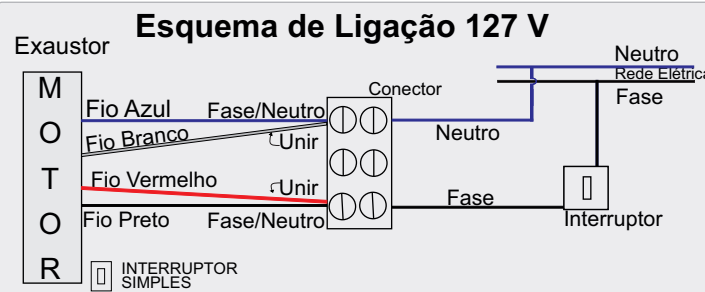 Esquema de Ligação 127 V
Exaustor
MOTOR
Fio Azul
Fase/Neutro
Fio Branco
Unir
Fio Vermelho
Unir
Fio Preto
Fase/Neutro
Conector
Neutro
Neutro
Rede Elétrica
Fase
Fase
Interruptor
INTERRUPTOR
SIMPLES